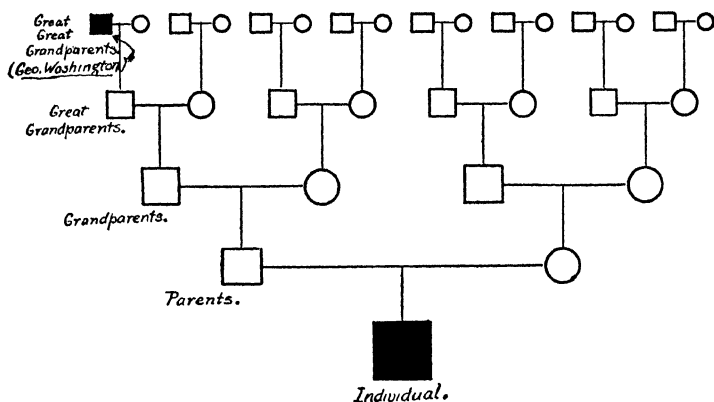 Great
Great
Grandparents.
(Geo. Washington)
Great
Grandparents.
Grandparents.
Parents.
Individual.